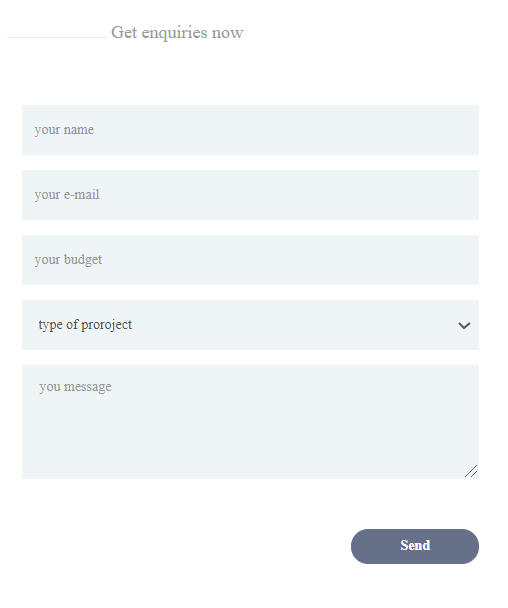 Get enquiries now
your name
your e-mail
your budget
type of proroject
you message
Send